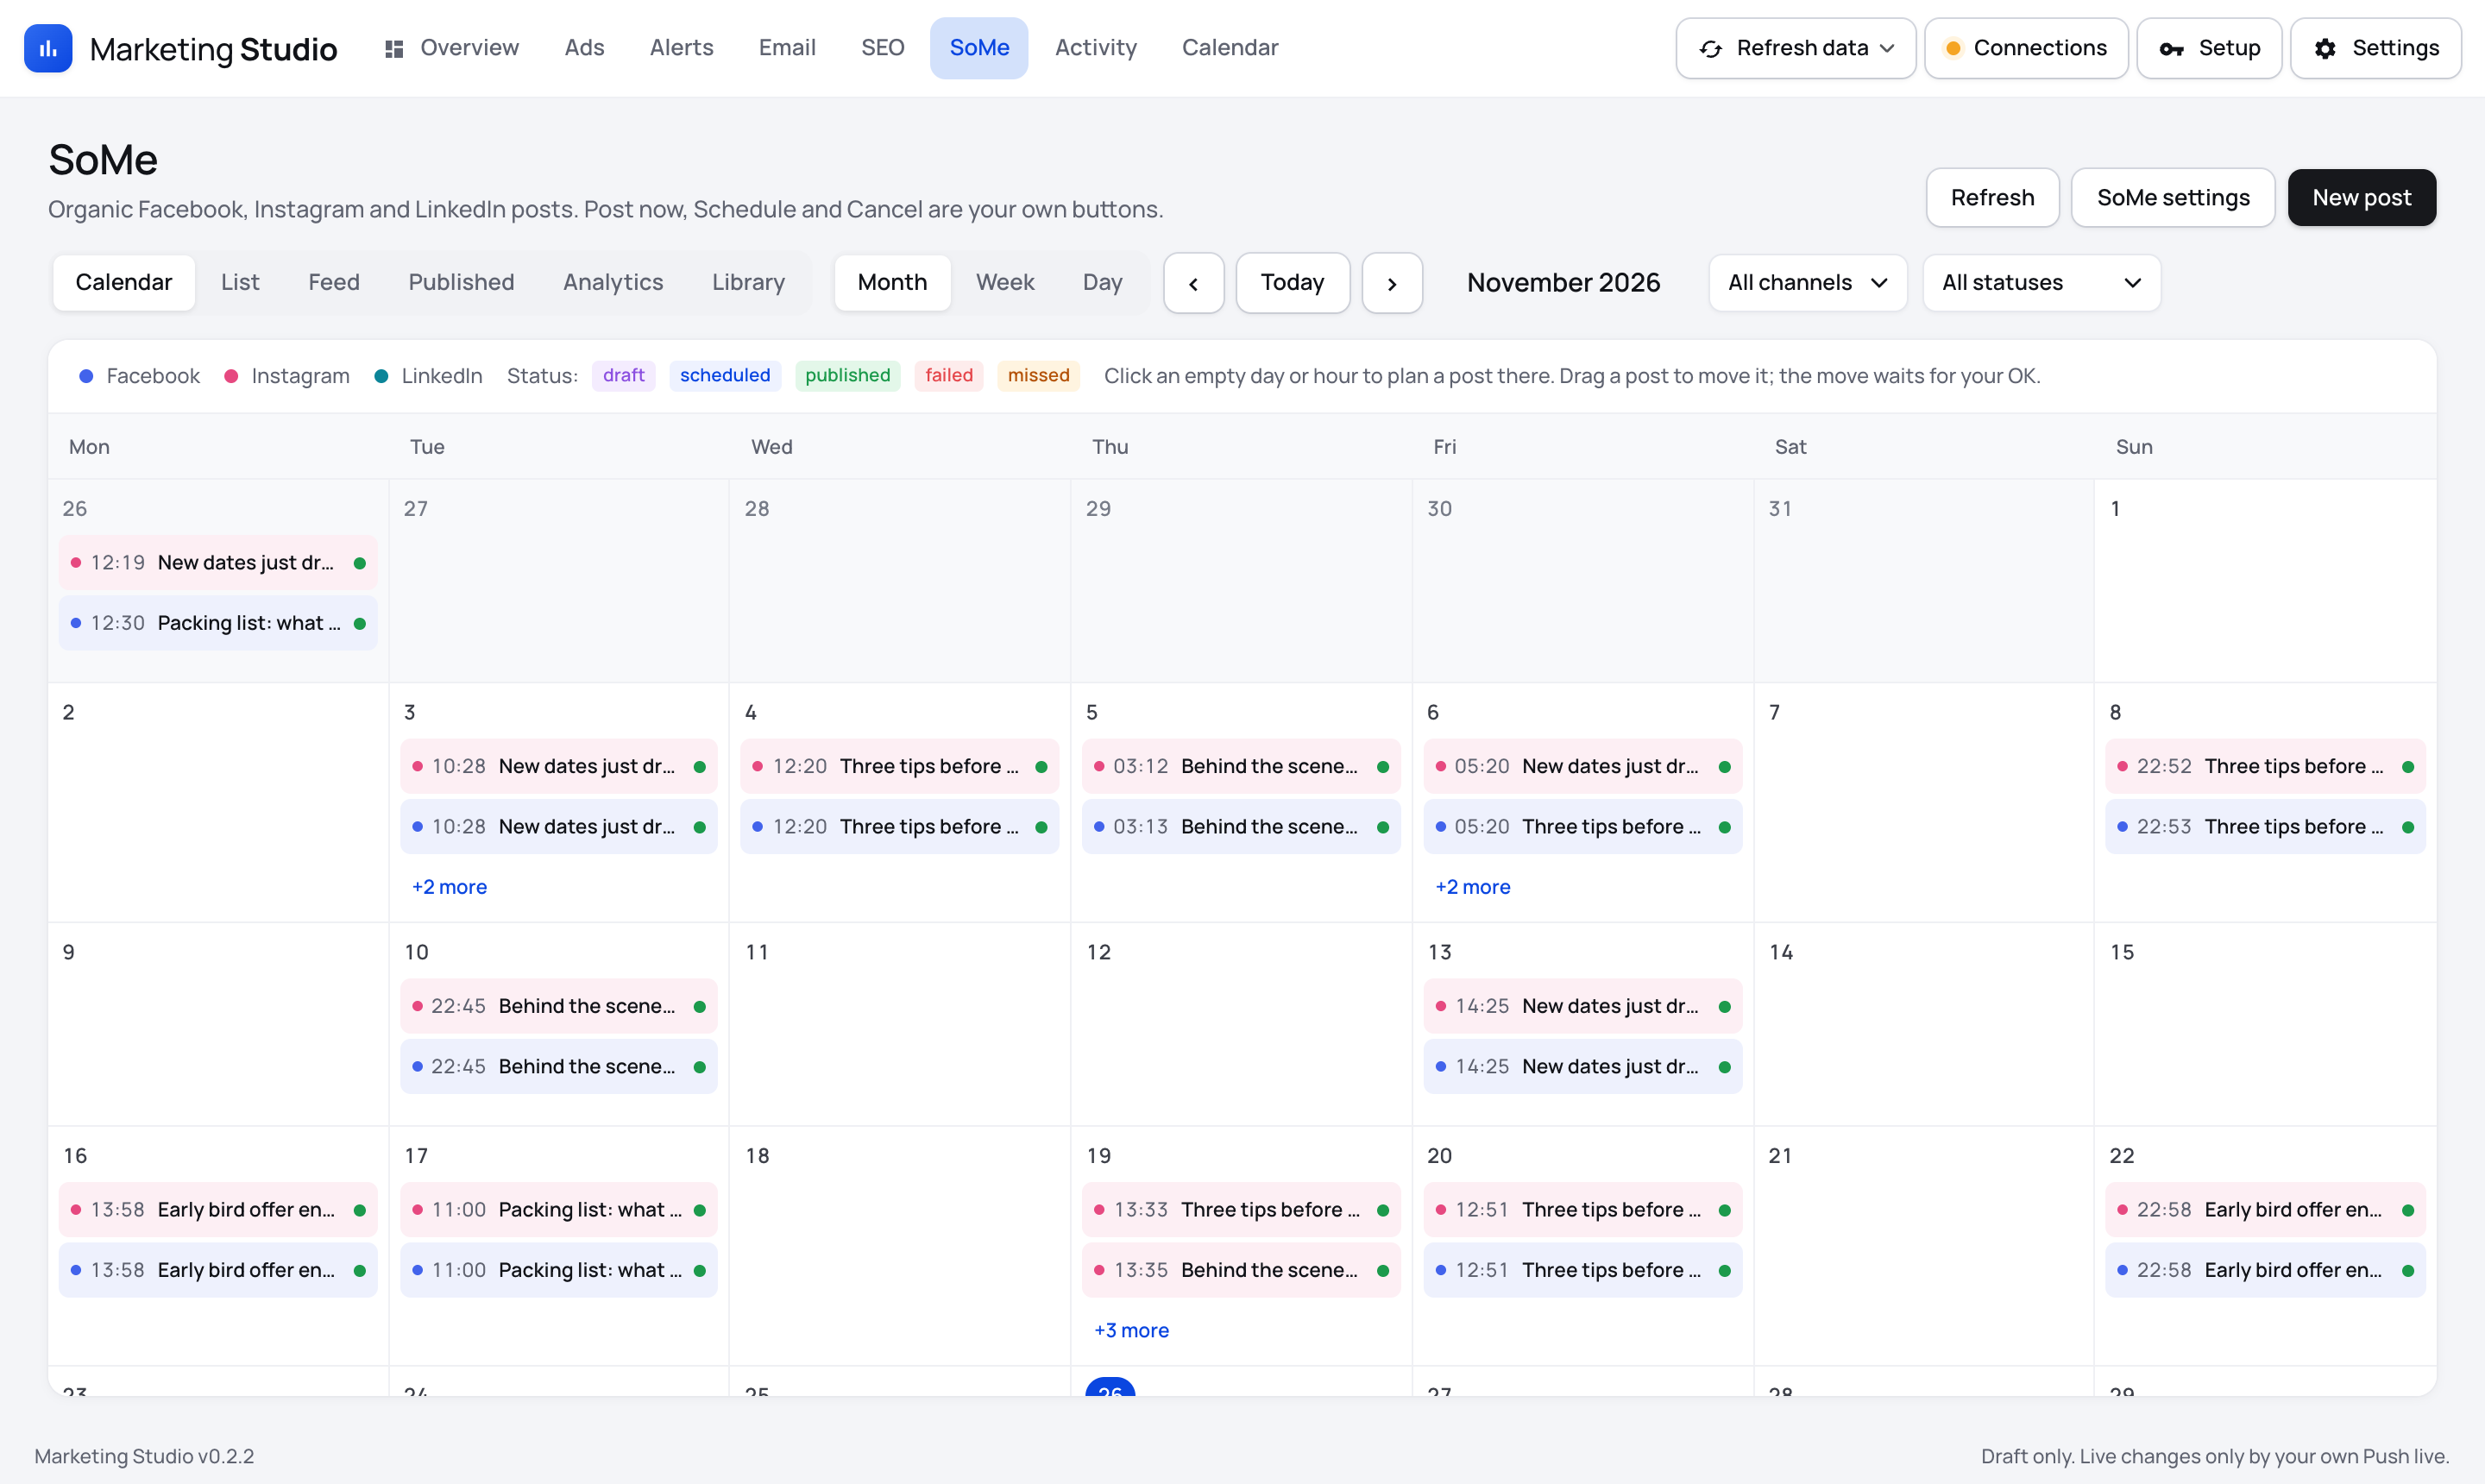 Marketing Studio Overview Ads Alerts Email SEO SoMe Activity Calendar Refresh data Connections Setup Settings
SoMe
Organic Facebook, Instagram and LinkedIn posts. Post now, Schedule and Cancel are your own buttons.
Refresh SoMe settings New post
Calendar List Feed Published Analytics Library Month Week Day ‹ Today › November 2026 All channels All statuses
Facebook Instagram LinkedIn Status: draft scheduled published failed missed Click an empty day or hour to plan a post there. Drag a post to move it; the move waits for your OK.
Mon Tue Wed Thu Fri Sat Sun
26 27 28 29 30 31 1
12:19 New dates just dr...
12:30 Packing list: what ...
2 3 4 5 6 7 8
10:28 New dates just dr... 12:20 Three tips before ... 03:12 Behind the scene... 05:20 New dates just dr... 22:52 Three tips before ...
10:28 New dates just dr... 12:20 Three tips before ... 03:13 Behind the scene... 05:20 Three tips before ... 22:53 Three tips before ...
+2 more +2 more
9 10 11 12 13 14 15
22:45 Behind the scene... 14:25 New dates just dr...
22:45 Behind the scene... 14:25 New dates just dr...
16 17 18 19 20 21 22
13:58 Early bird offer en... 11:00 Packing list: what ... 13:33 Three tips before ... 12:51 Three tips before ... 22:58 Early bird offer en...
13:58 Early bird offer en... 11:00 Packing list: what ... 13:35 Behind the scene... 12:51 Three tips before ... 22:58 Early bird offer en...
+3 more
23 24 25 26 27 28 29
Marketing Studio v0.2.2 Draft only. Live changes only by your own Push live.